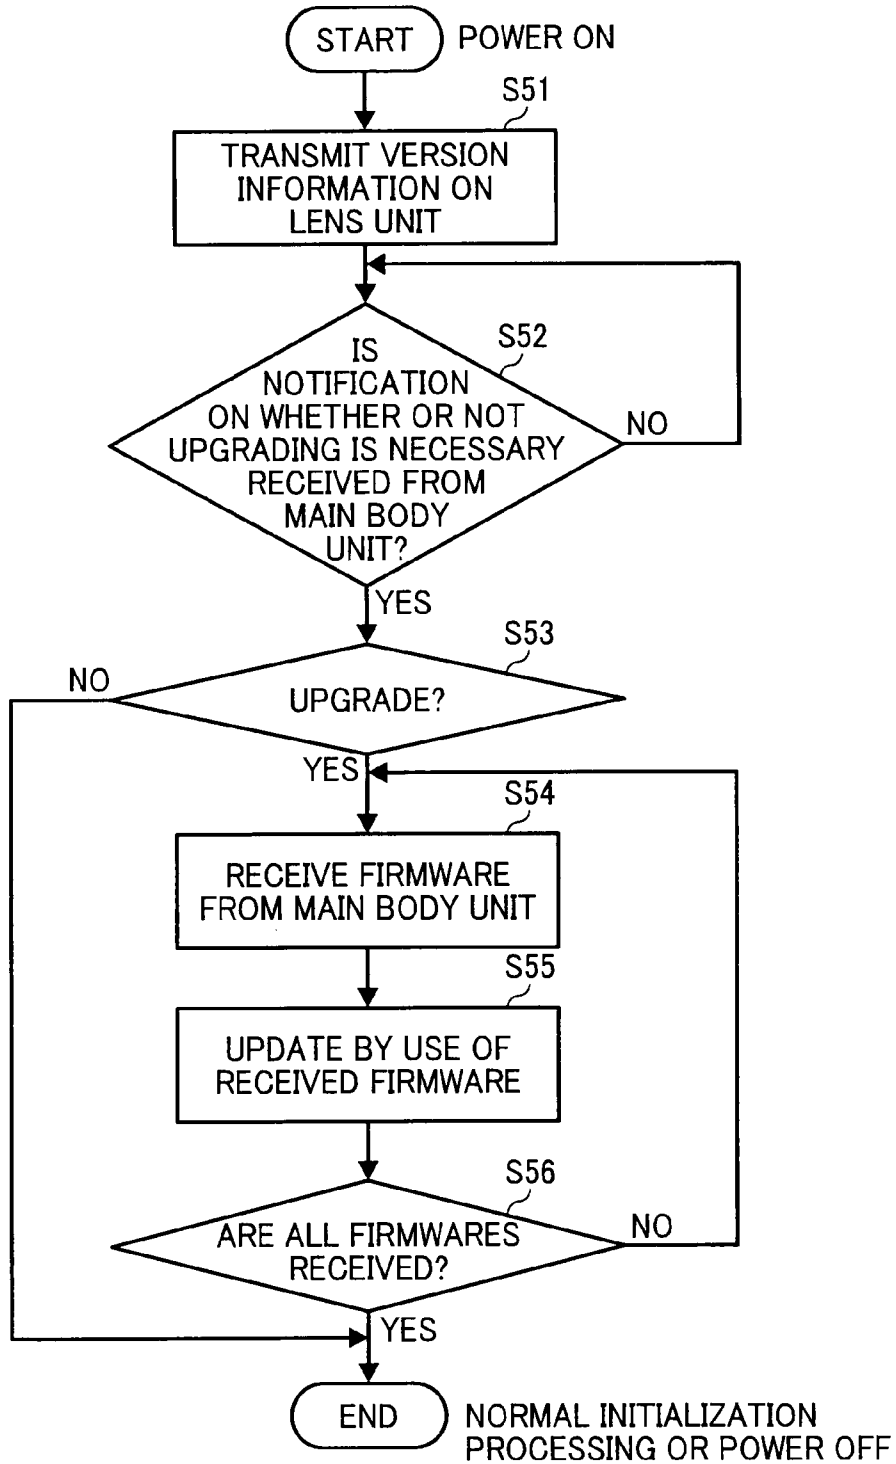 START
POWER ON
S51
TRANSMIT VERSION
INFORMATION ON
LENS UNIT
S52
IS
NOTIFICATION
ON WHETHER OR NOT
UPGRADING IS NECESSARY
RECEIVED FROM
MAIN BODY
UNIT?
NO
YES
S53
NO
UPGRADE?
YES
S54
RECEIVE FIRMWARE
FROM MAIN BODY UNIT
S55
UPDATE BY USE OF
RECEIVED FIRMWARE
S56
ARE ALL FIRMWARES
RECEIVED?
NO
YES
END
NORMAL INITIALIZATION
PROCESSING OR POWER OFF